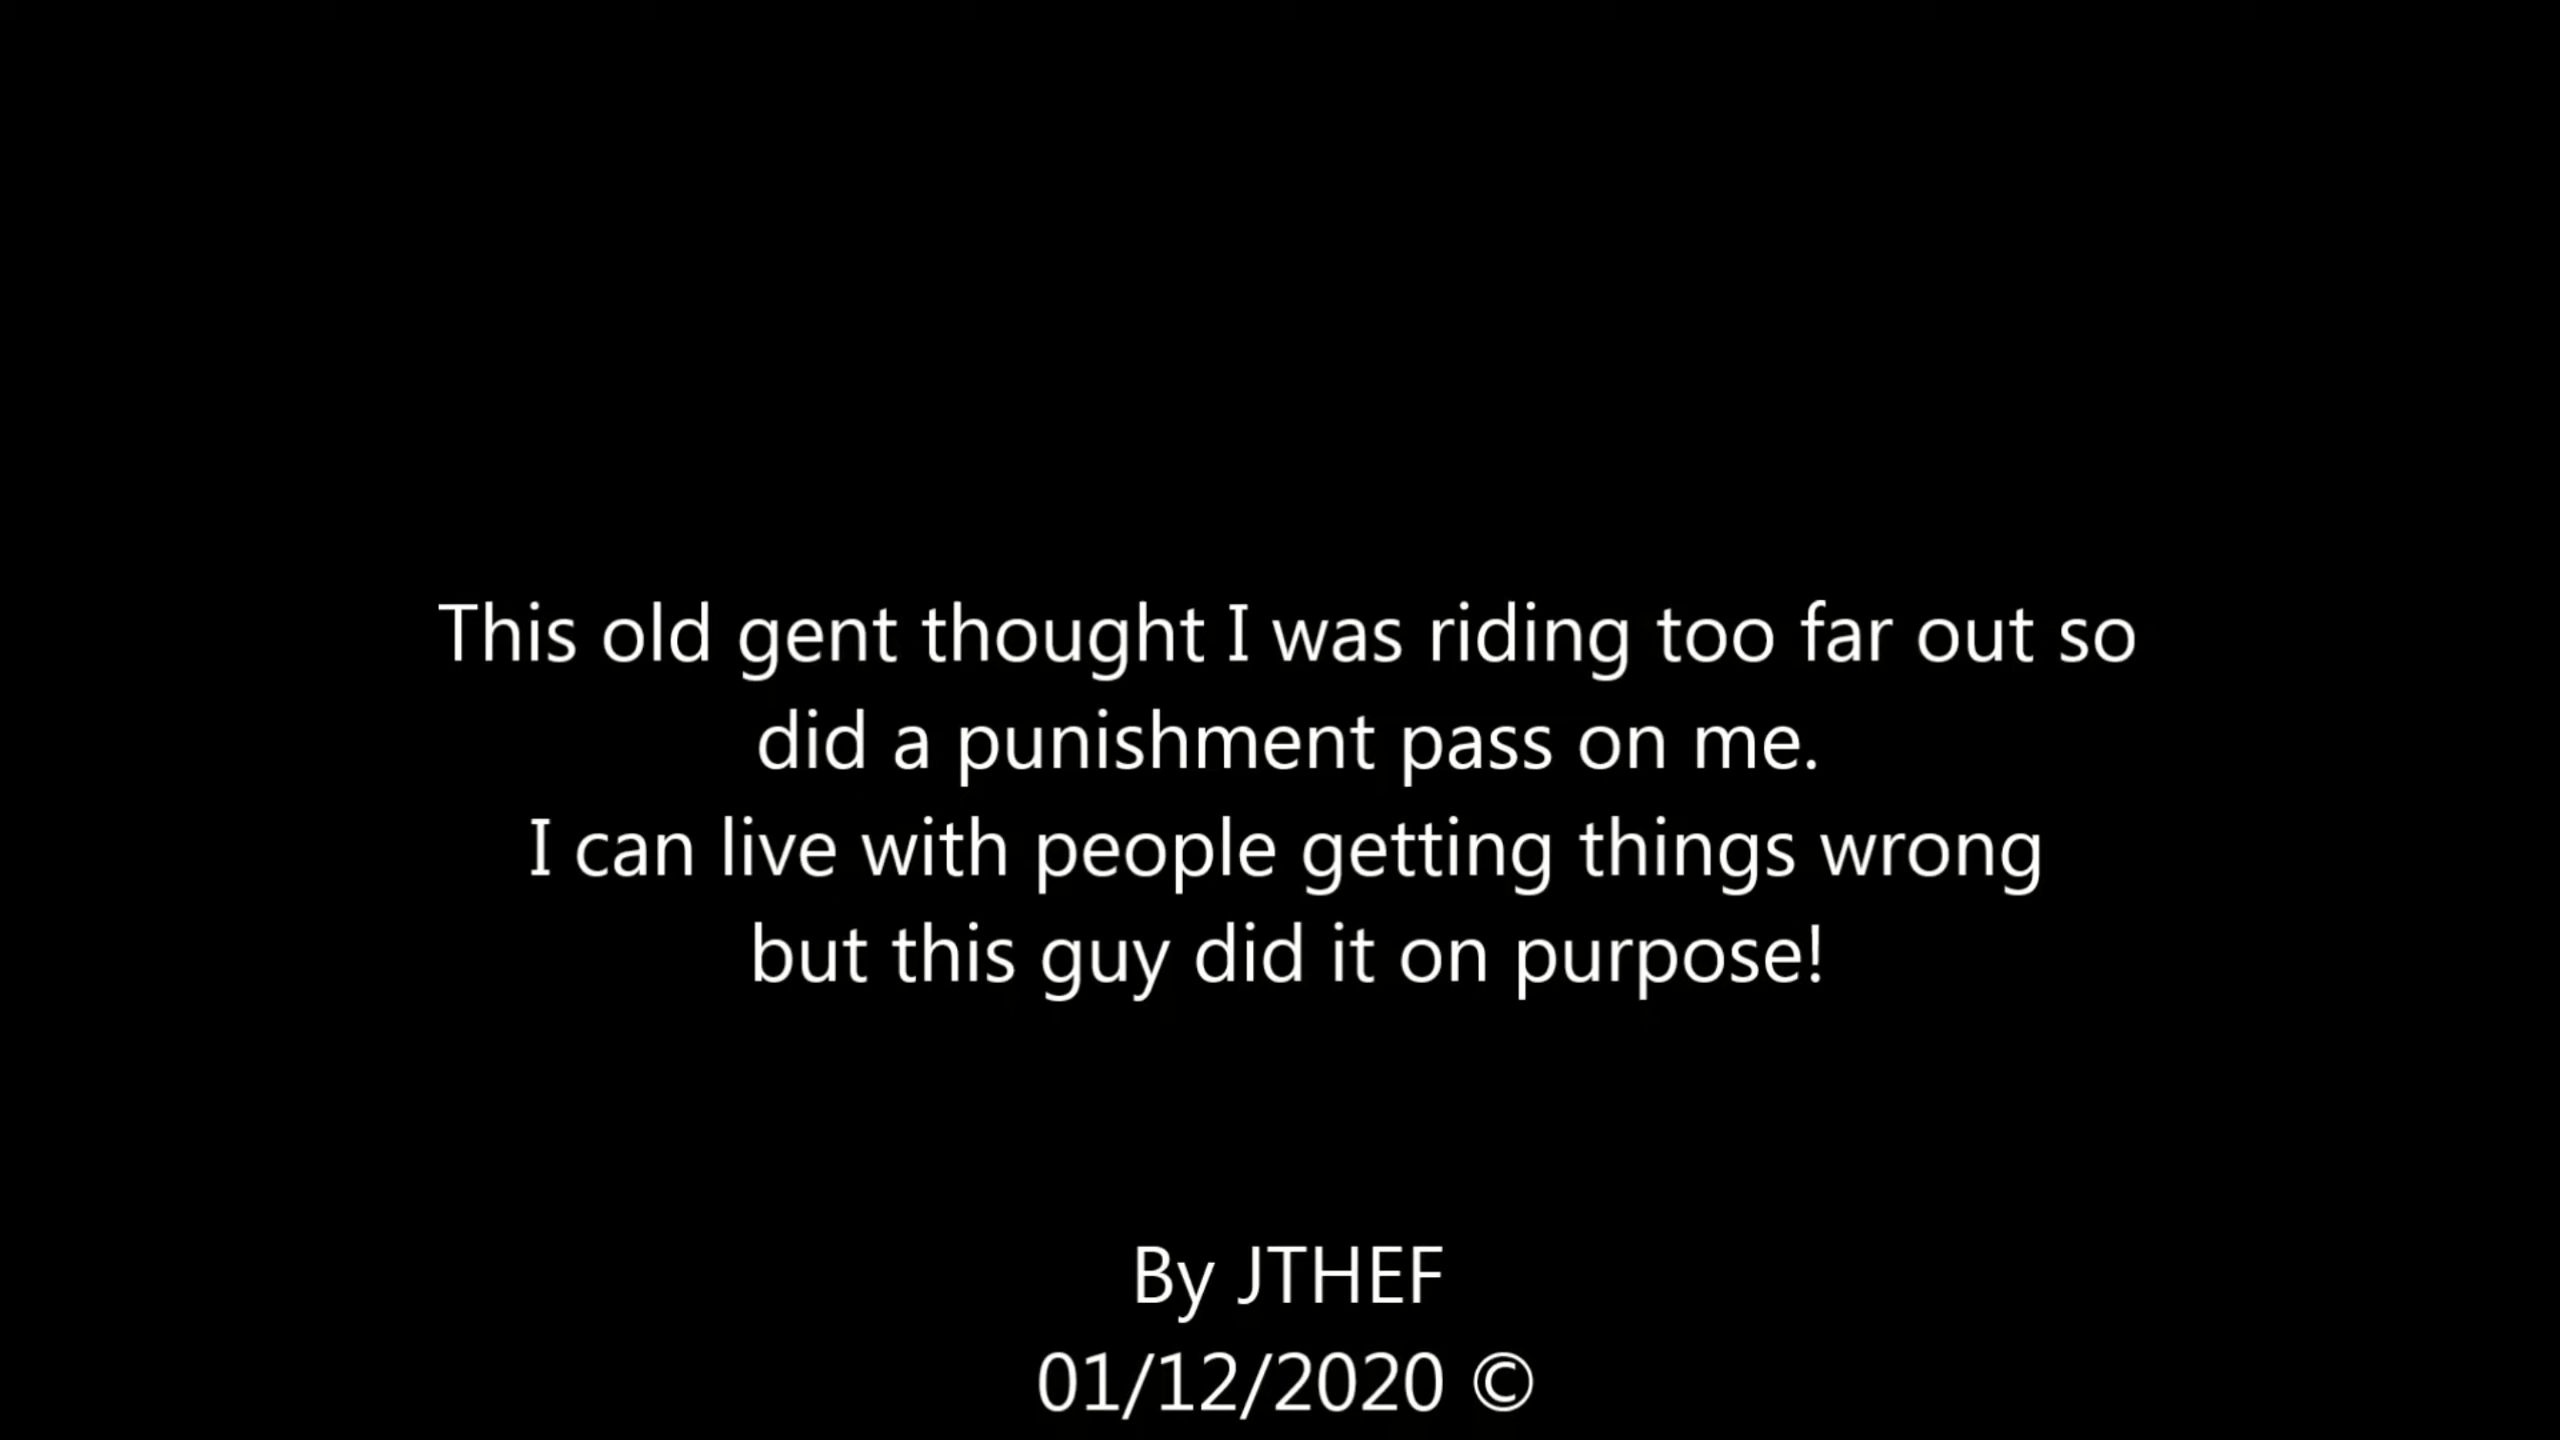 This old gent thought I was riding too far out so
did a punishment pass on me.
I can live with people getting things wrong
but this guy did it on purpose!
By JTHEF
01/12/2020 ©